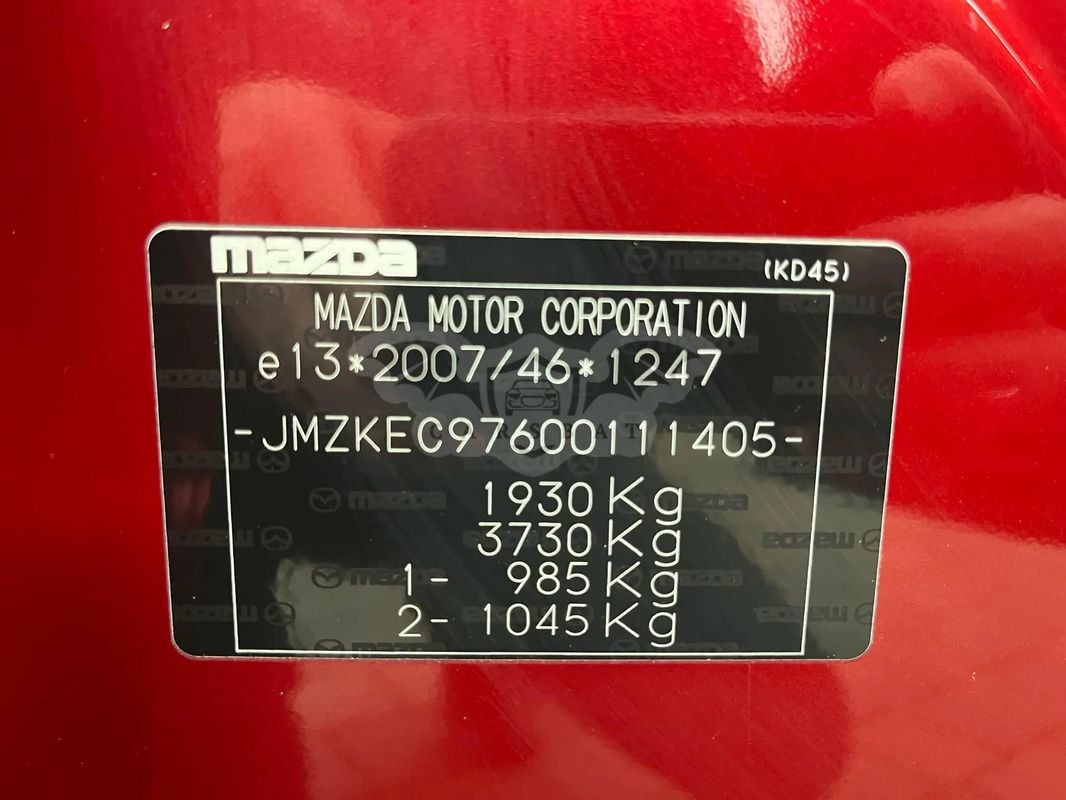 mazda
(KD45)
MAZDA MOTOR CORPORATION
e13*2007/46*1247
-JMZKEC97600111405-
1930Kg
3730Kg
1- 985Kg
2- 1045Kg